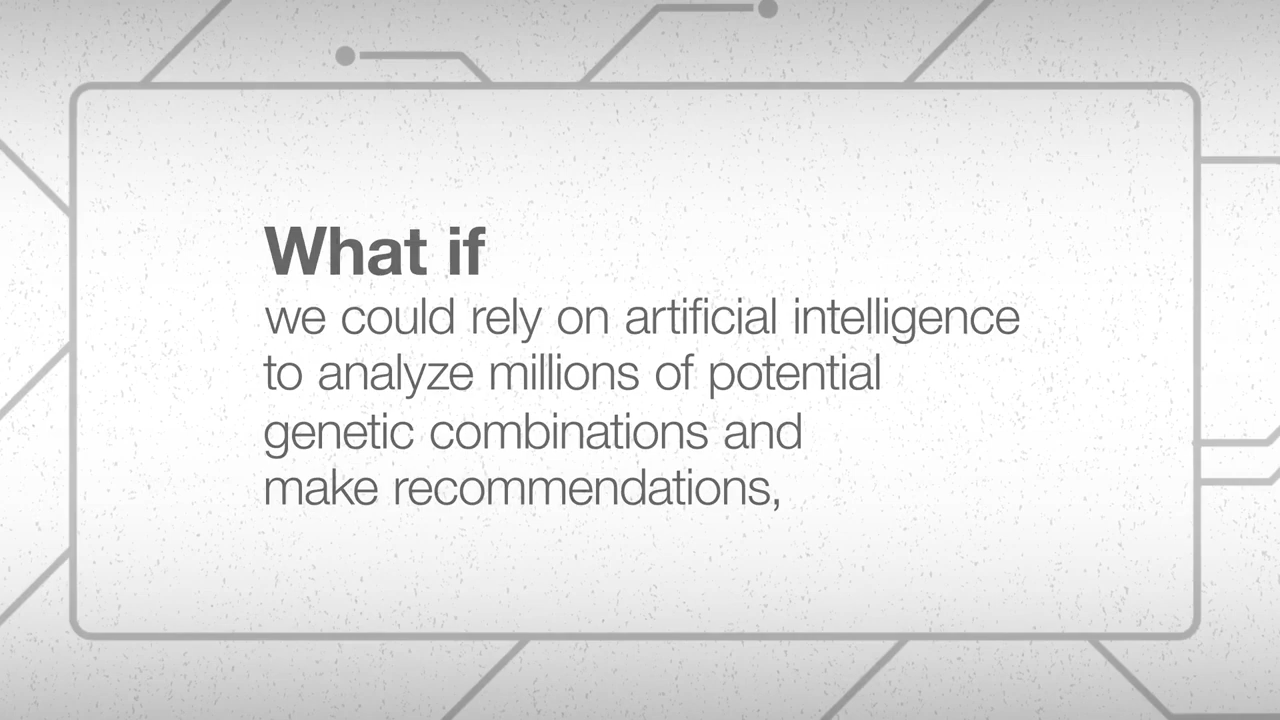 What if
we could rely on artificial intelligence
to analyze millions of potential
genetic combinations and
make recommendations,